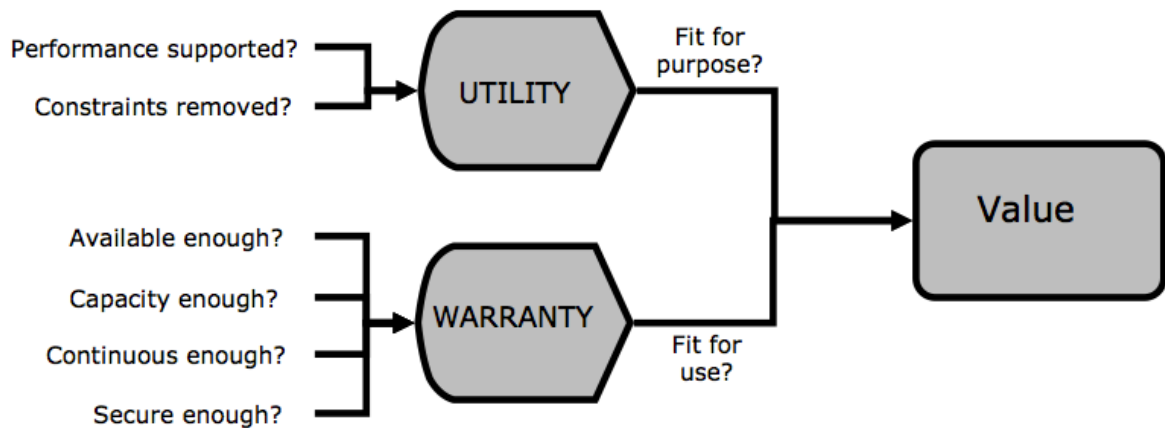 Performance supported?
Constraints removed?
UTILITY
Fit for
purpose?
Available enough?
Capacity enough?
Continuous enough?
Secure enough?
WARRANTY
Fit for
use?
Value